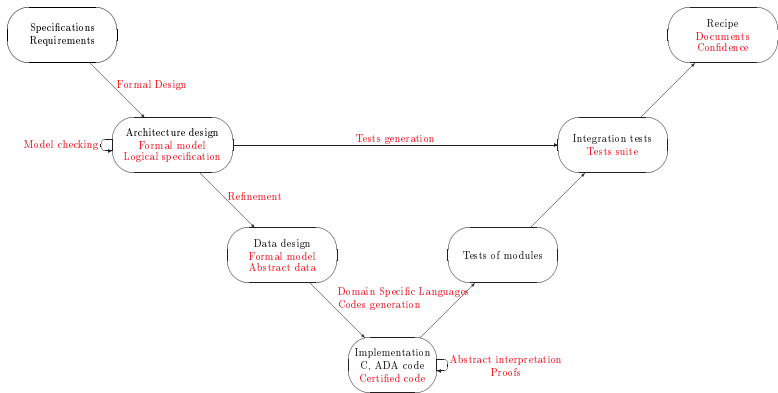 Specifications
Requirements
Recipe
Documents
Confidence
Formal Design
Architecture design
Formal model
Logical specification
Model checking
Tests generation
Integration tests
Tests suite
Refinement
Data design
Formal model
Abstract data
Tests of modules
Domain Specific Languages
Codes generation
Implementation
C, ADA code
Certified code
Abstract interpretation
Proofs